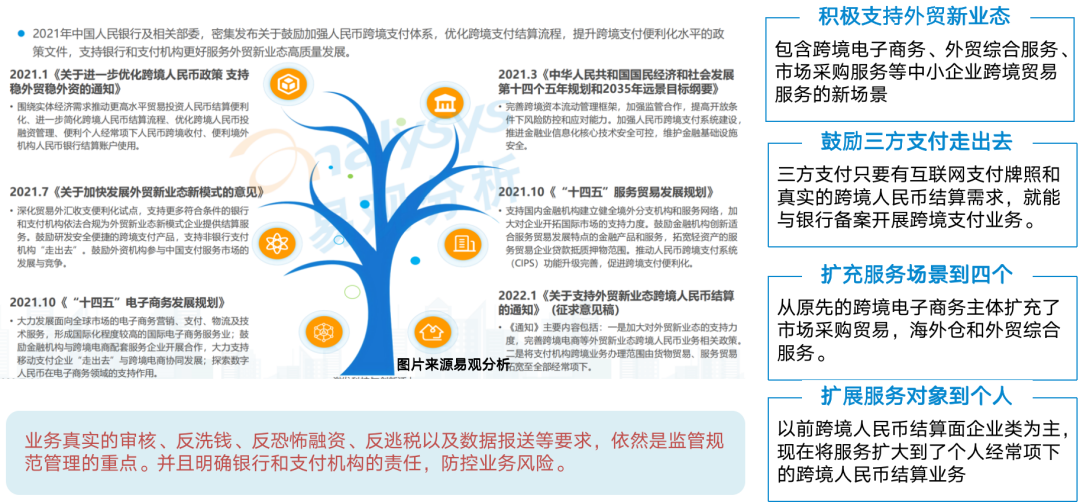 2021年中国人民银行及相关部委，密集发布关于鼓励加强人民币跨境支付体系，优化跨境支付结算流程，提升跨境支付便利化水平的政
策文件，支持银行和支付机构更好服务外贸新业态高质量发展。
2021.1《关于进一步优化跨境人民币政策 支持
稳外贸稳外资的通知》
围绕实体经济需求推动更高水平贸易投资人民币结算便利
化、进一步简化跨境人民币结算流程、优化跨境人民币投
融资管理、便利个人经常项下人民币跨境收付、便利境外
机构人民币银行结算账户使用。
2021.7《关于加快发展外贸新业态新模式的意见》
深化贸易外汇收支便利化试点，支持更多符合条件的银行
和支付机构依法合规为外贸新业态新模式企业提供结算服
务。鼓励研发安全便捷的跨境支付产品，支持非银行支付
机构“走出去”。鼓励外资机构参与中国支付服务市场的
发展与竞争。
2021.10《“十四五”电子商务发展规划》
大力发展面向全球市场的电子商务营销、支付、物流及技
术服务，形成国际化程度较高的国际电子商务服务业；鼓
励金融机构与跨境电商配套服务企业开展合作，大力支持
移动支付企业“走出去”与跨境电商协同发展；探索数字
人民币在电子商务领域的支持作用。
2021.3《中华人民共和国国民经济和社会发展
第十四个五年规划和2035年远景目标纲要》
完善跨境资本流动管理框架，加强监管合作，提高开放条
件下风险防控和应对能力。加强人民币跨境支付系统建设，
推进金融业信息化核心技术安全可控，维护金融基础设施
安全。
2021.10《“十四五”服务贸易发展规划》
支持国内金融机构建立健全境外分支机构和服务网络，加
大对企业开拓国际市场的支持力度。鼓励金融机构创新适
合服务贸易发展特点的金融产品和服务，拓宽轻资产的服
务贸易企业贷款抵质押物范围。推动人民币跨境支付系统
（CIPS）功能升级完善，促进跨境支付便利化。
2022.1《关于支持外贸新业态跨境人民币结算
的通知》（征求意见稿）
《通知》主要内容包括：一是加大对外贸新业态的支持力
度，完善跨境电商等外贸新业态跨境人民币业务相关政策。
二是将支付机构跨境业务办理范围由货物贸易、服务贸易
拓宽至全部经常项下。
analysys
易观分析
图片来源易观分析
业务真实的审核、反洗钱、反恐怖融资、反逃税以及数据报送等要求，依然是监管规
范管理的重点。并且明确银行和支付机构的责任，防控业务风险。
积极支持外贸新业态
包含跨境电子商务、外贸综合服务、
市场采购服务等中小企业跨境贸易
服务的新场景
鼓励三方支付走出去
三方支付只要有互联网支付牌照和
真实的跨境人民币结算需求，就能
与银行备案开展跨境支付业务。
扩充服务场景到四个
从原先的跨境电子商务主体扩充了
市场采购贸易，海外仓和外贸综合
服务。
扩展服务对象到个人
以前跨境人民币结算面企业类为主，
现在将服务扩大到了个人经常项下
的跨境人民币结算业务